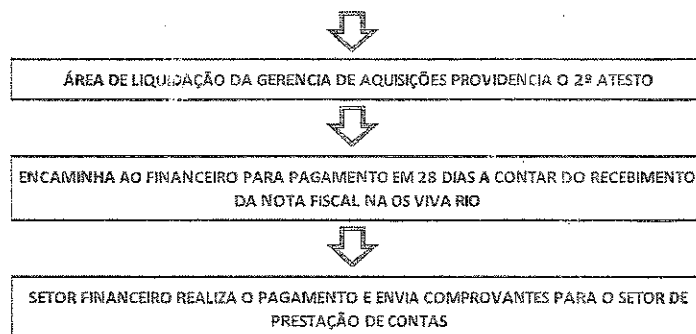 ÁREA DE LIQUIDAÇÃO DA GERENCIA DE AQUISIÇÕES PROVIDENCIA O 2º ATESTO
ENCAMINHA AO FINANCEIRO PARA PAGAMENTO EM 28 DIAS A CONTAR DO RECEBIMENTO
DA NOTA FISCAL NA OS VIVA RIO
SETOR FINANCEIRO REALIZA O PAGAMENTO E ENVIA COMPROVANTES PARA O SETOR DE
PRESTAÇÃO DE CONTAS